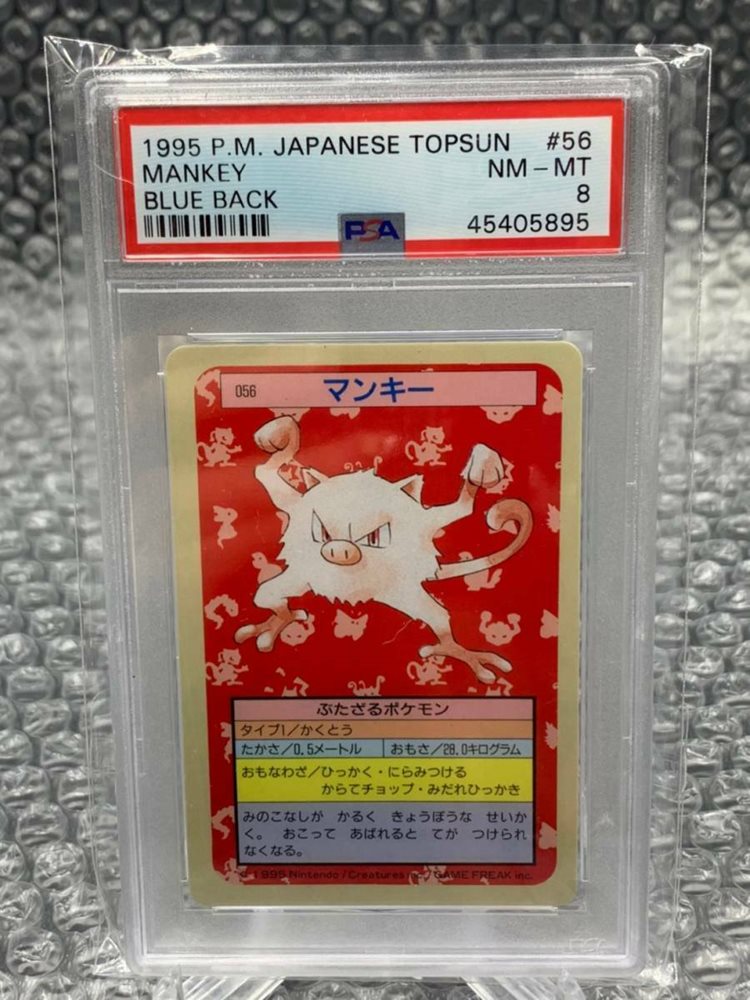 1995 P.M. JAPANESE TOPSUN #56
MANKEY NM - MT
BLUE BACK 8
PSA 45405895
056 マンキー
ぶたざるポケモン
タイプ1/かくとう
たかさ/0.5メートル おもさ/28.0キログラム
おもなわざ/ひっかく・にらみつける
からてチョップ・みだれひっかき
みのこなしが かるく きょうぼうな せいか
く。 おこって あばれると てが つけられ
なくなる。
© 1995 Nintendo / Creatures inc. / GAME FREAK inc.